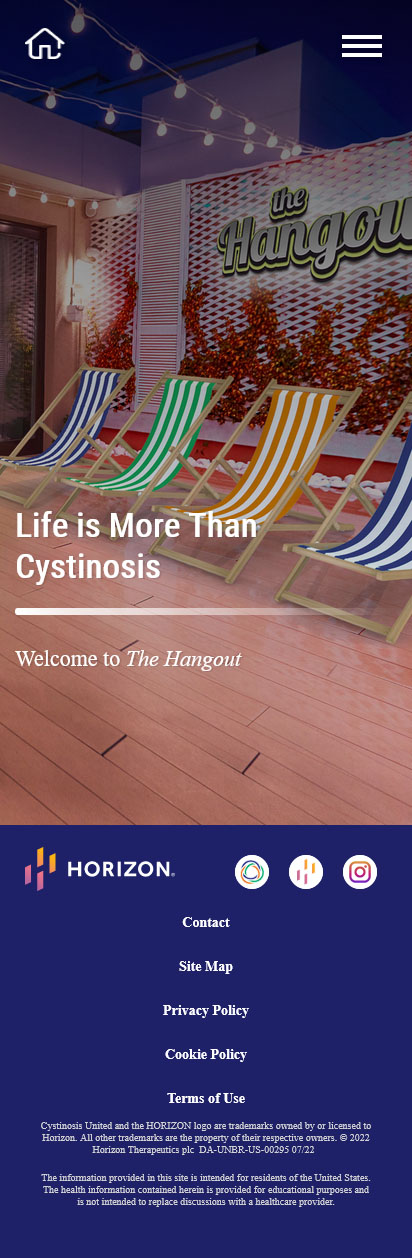 the
Hangou
Life is More Than
Cystinosis
Welcome to The Hangout
HORIZON®
Contact
Site Map
Privacy Policy
Cookie Policy
Terms of Use
Cystinosis United and the HORIZON logo are trademarks owned by or licensed to
Horizon. All other trademarks are the property of their respective owners. © 2022
Horizon Therapeutics plc  DA-UNBR-US-00295 07/22
The information provided in this site is intended for residents of the United States.
The health information contained herein is provided for educational purposes and
is not intended to replace discussions with a healthcare provider.